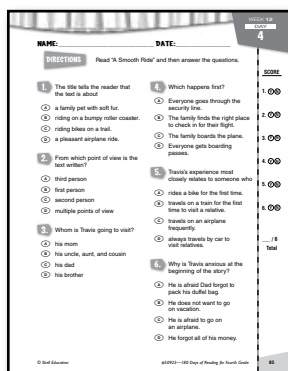 WEEK 12
DAY
4
NAME: DATE:
DIRECTIONS Read "A Smooth Ride" and then answer the questions.
SCORE
1. The title tells the reader that
the text is about
A a family pet with soft fur.
B riding on a bumpy roller coaster.
C riding bikes on a trail.
D a pleasant airplane ride.
2. From which point of view is the
text written?
A third person
B first person
C second person
D multiple points of view
3. Whom is Travis going to visit?
A his mom
B his uncle, aunt, and cousin
C his dad
D his brother
4. Which happens first?
A Everyone goes through the
security line.
B The family finds the right place
to check in for their flight.
C The family boards the plane.
D Everyone gets boarding
passes.
5. Travis's experience most
closely relates to someone who
A rides a bike for the first time.
B travels on a train for the first
time to visit a relative.
C travels on an airplane
frequently.
D always travels by car to
visit relatives.
6. Why is Travis anxious at the
beginning of the story?
A He is afraid Dad forgot to
pack his duffel bag.
B He does not want to go
on vacation.
C He is afraid to go on
an airplane.
D He forgot all of his money.
1. Y N
2. Y N
3. Y N
4. Y N
5. Y N
6. Y N
/ 6
Total
© Shell Education
#50925—180 Days of Reading for Fourth Grade
85